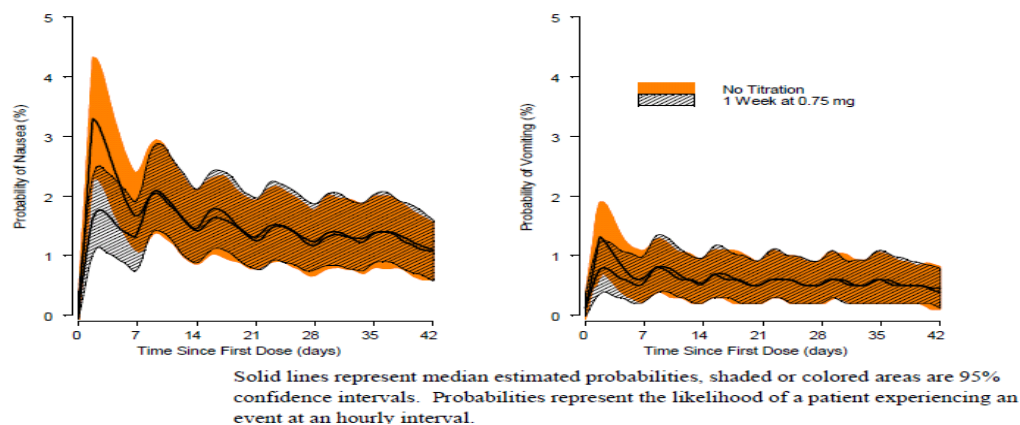 5
4
3
2
1
0
Probability of Nausea (%)
0 7 14 21 28 35 42
Time Since First Dose (days)
5
4
3
2
1
0
Probability of Vomiting (%)
No Titration
1 Week at 0.75 mg
0 7 14 21 28 35 42
Time Since First Dose (days)
Solid lines represent median estimated probabilities, shaded or colored areas are 95%
confidence intervals. Probabilities represent the likelihood of a patient experiencing an
event at an hourly interval.